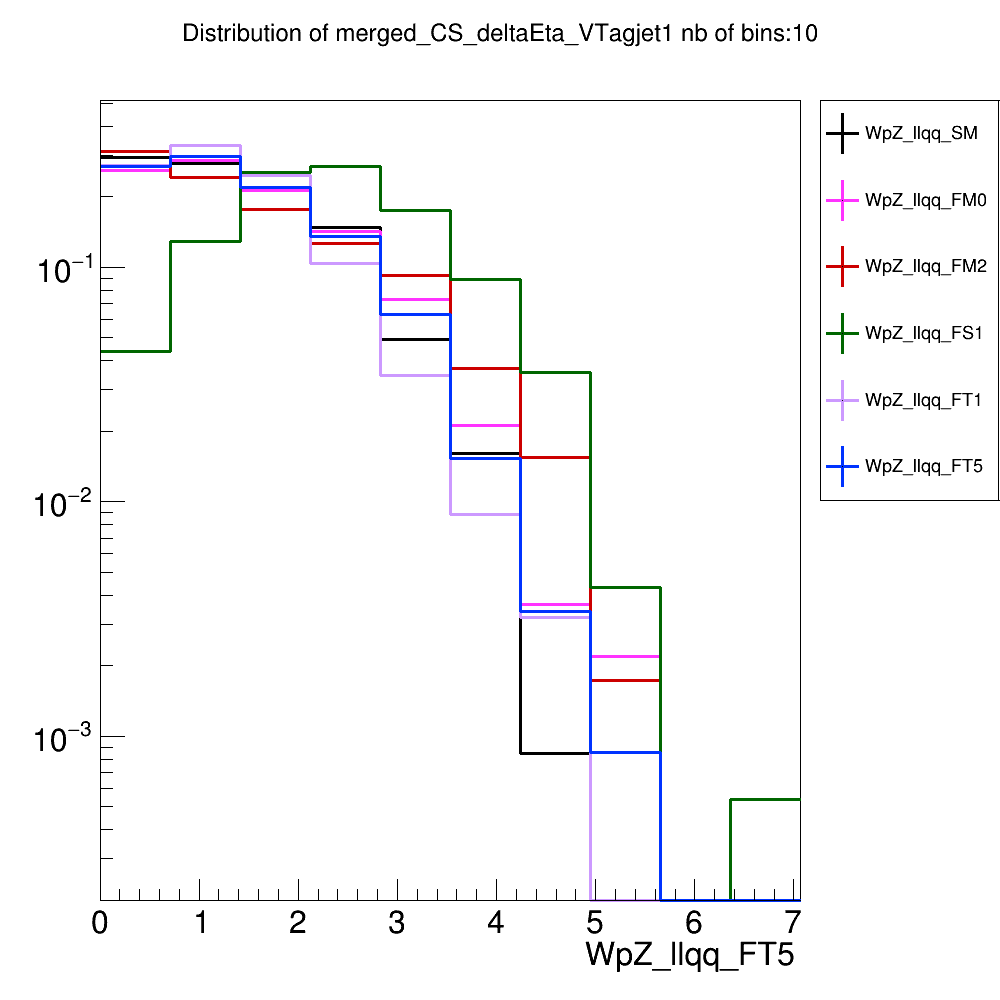 Distribution of merged_CS_deltaEta_VTagjet1 nb of bins:10
WpZ_llqq_SM
WpZ_llqq_FM0
WpZ_llqq_FM2
WpZ_llqq_FS1
WpZ_llqq_FT1
WpZ_llqq_FT5
10⁻¹
10⁻²
10⁻³
0 1 2 3 4 5 6 7
WpZ_llqq_FT5